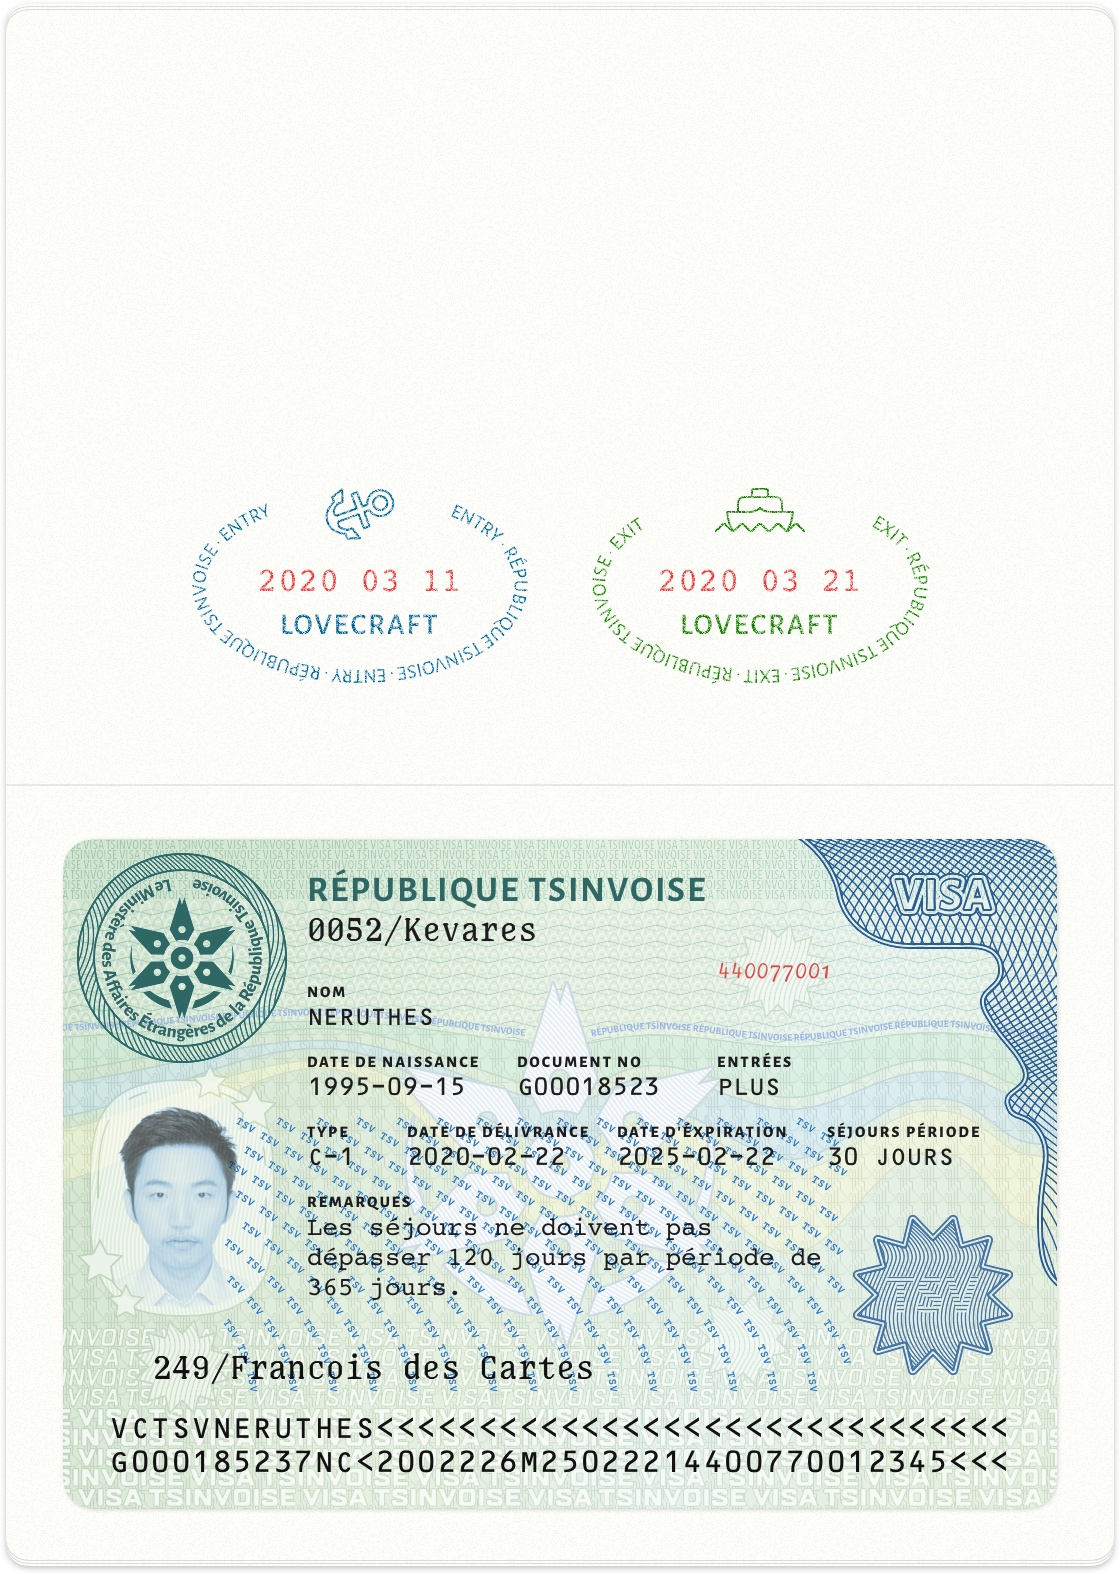 ENTRY · RÉPUBLIQUE TSINVOISE · ENTRY · RÉPUBLIQUE TSINVOISE · ENTRY
2020 03 11
LOVECRAFT
EXIT · RÉPUBLIQUE TSINVOISE · EXIT · RÉPUBLIQUE TSINVOISE · EXIT
2020 03 21
LOVECRAFT
Le Ministère des Affaires Étrangères de la République Tsinvoise
RÉPUBLIQUE TSINVOISE
VISA
0052/Kevares
440077001
NOM
NERUTHES
DATE DE NAISSANCE DOCUMENT NO ENTRÉES
1995-09-15 G00018523 PLUS
TYPE DATE DE DÉLIVRANCE DATE D'EXPIRATION SÉJOURS PÉRIODE
C-1 2020-02-22 2025-02-22 30 JOURS
REMARQUES
Les séjours ne doivent pas
dépasser 120 jours par période de
365 jours.
249/Francois des Cartes
VCTSVNERUTHES<<<<<<<<<<<<<<<<<<<<<<<<<<<<<<<
G000185237NC<2002226M2502221440077001 2345<<<